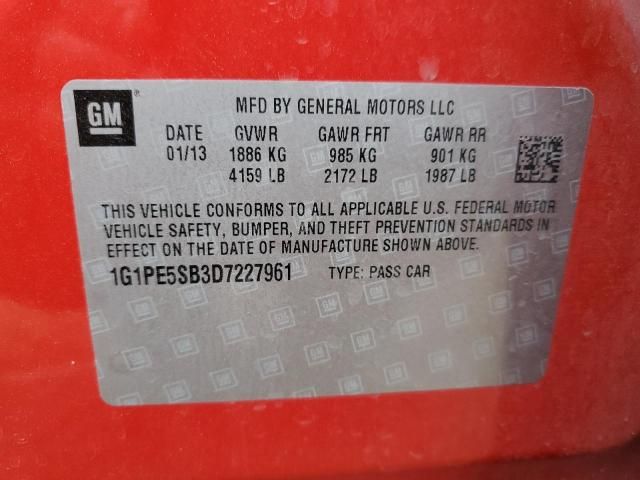 GM
MFD BY GENERAL MOTORS LLC
DATE GVWR GAWR FRT GAWR RR
01/13 1886 KG 985 KG 901 KG
4159 LB 2172 LB 1987 LB
THIS VEHICLE CONFORMS TO ALL APPLICABLE U.S. FEDERAL MOTOR
VEHICLE SAFETY, BUMPER, AND THEFT PREVENTION STANDARDS IN
EFFECT ON THE DATE OF MANUFACTURE SHOWN ABOVE.
1G1PE5SB3D7227961 TYPE: PASS CAR